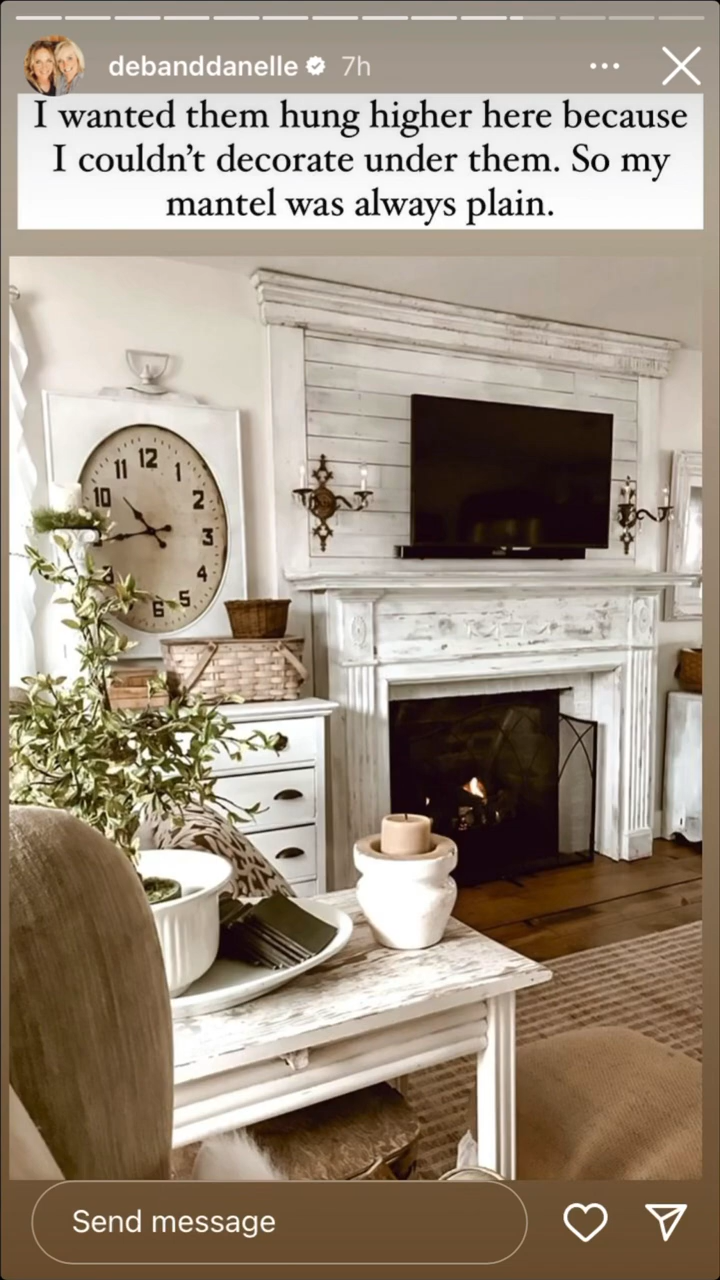 debanddanelle 7h
I wanted them hung higher here because
I couldn't decorate under them. So my
mantel was always plain.
12
11 1
10 2
3
4
5
6
Send message